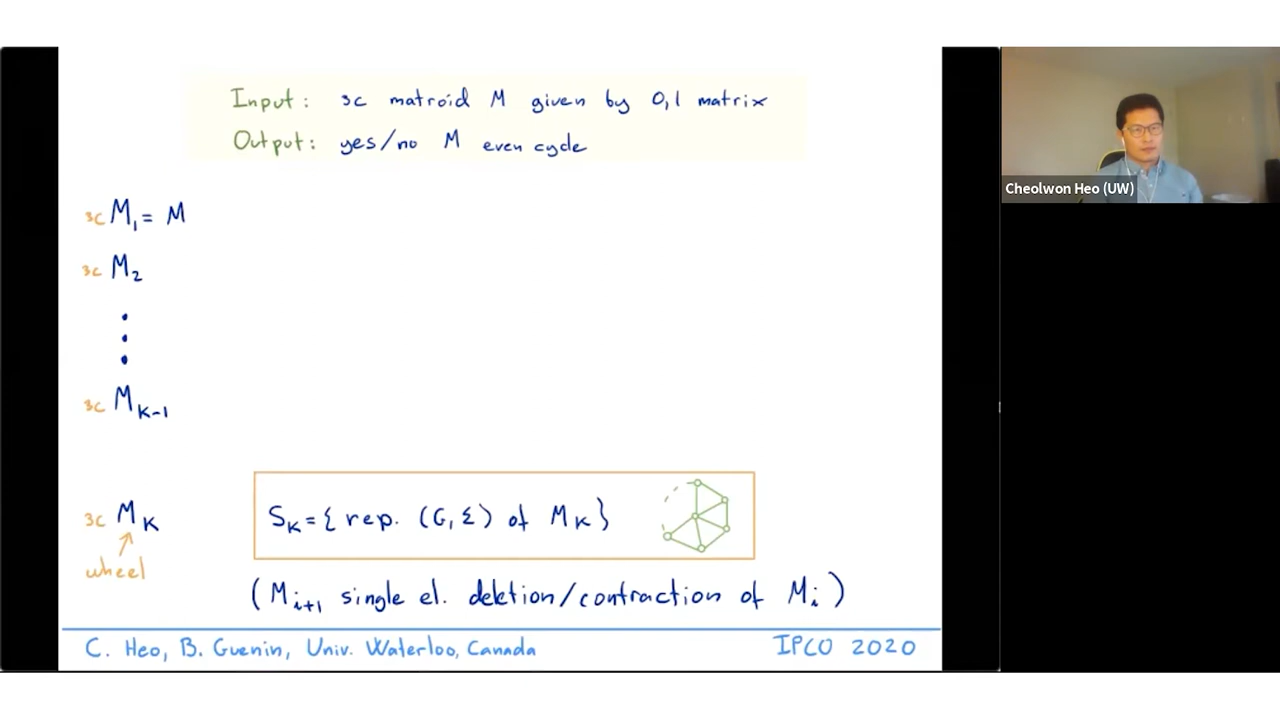 Input: 3c matroid M given by 0,1 matrix
Output: yes/no M even cycle
3c M₁ = M
3c M₂
3c Mₖ₋₁
3c Mₖ
wheel
Sₖ = { rep. (G, Σ) of Mₖ }
(Mᵢ₊₁ single el. deletion/contraction of Mᵢ)
C. Heo, B. Guenin, Univ. Waterloo, Canada
IPCO 2020
Cheolwon Heo (UW)